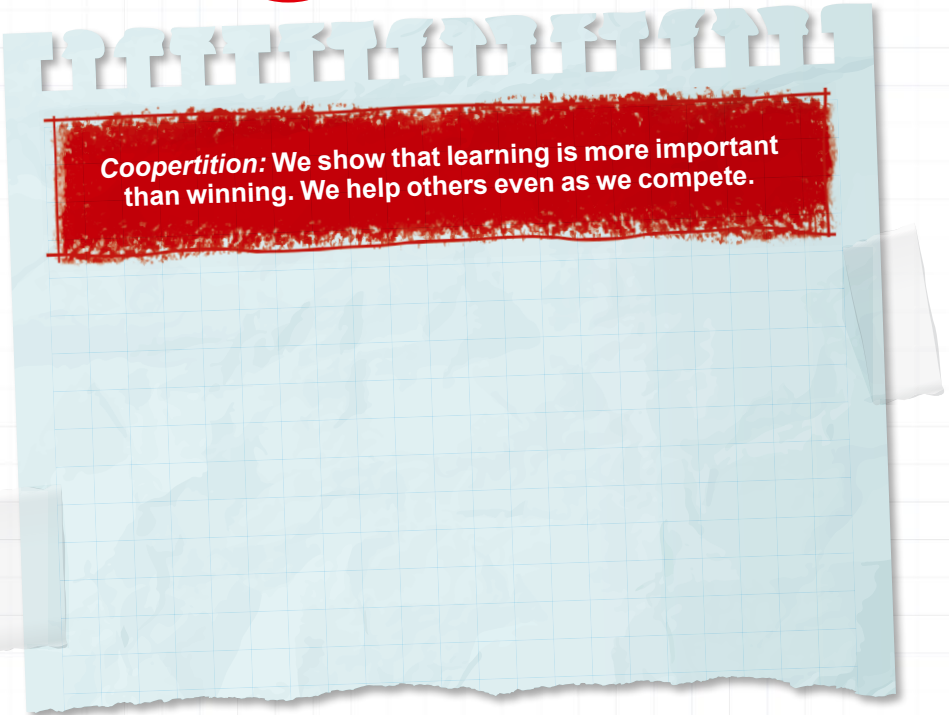 Coopertition: We show that learning is more important
than winning. We help others even as we compete.